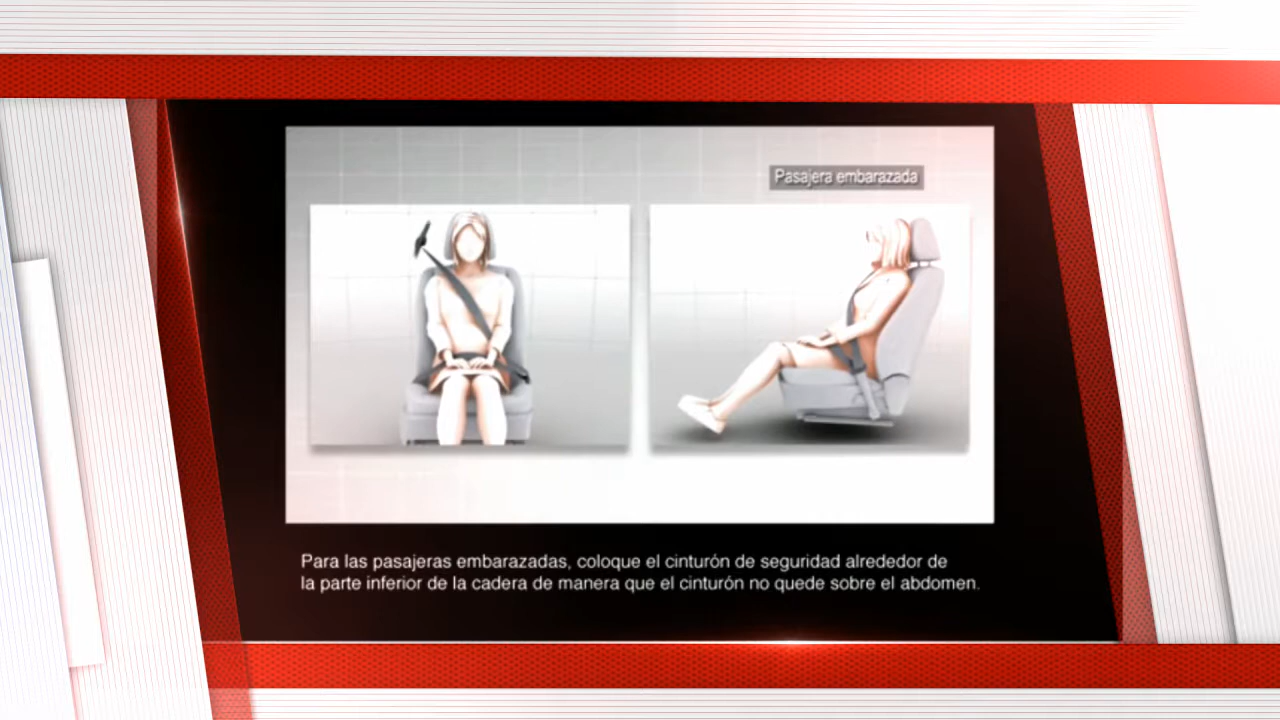 Pasajera embarazada
Para las pasajeras embarazadas, coloque el cinturón de seguridad alrededor de
la parte inferior de la cadera de manera que el cinturón no quede sobre el abdomen.